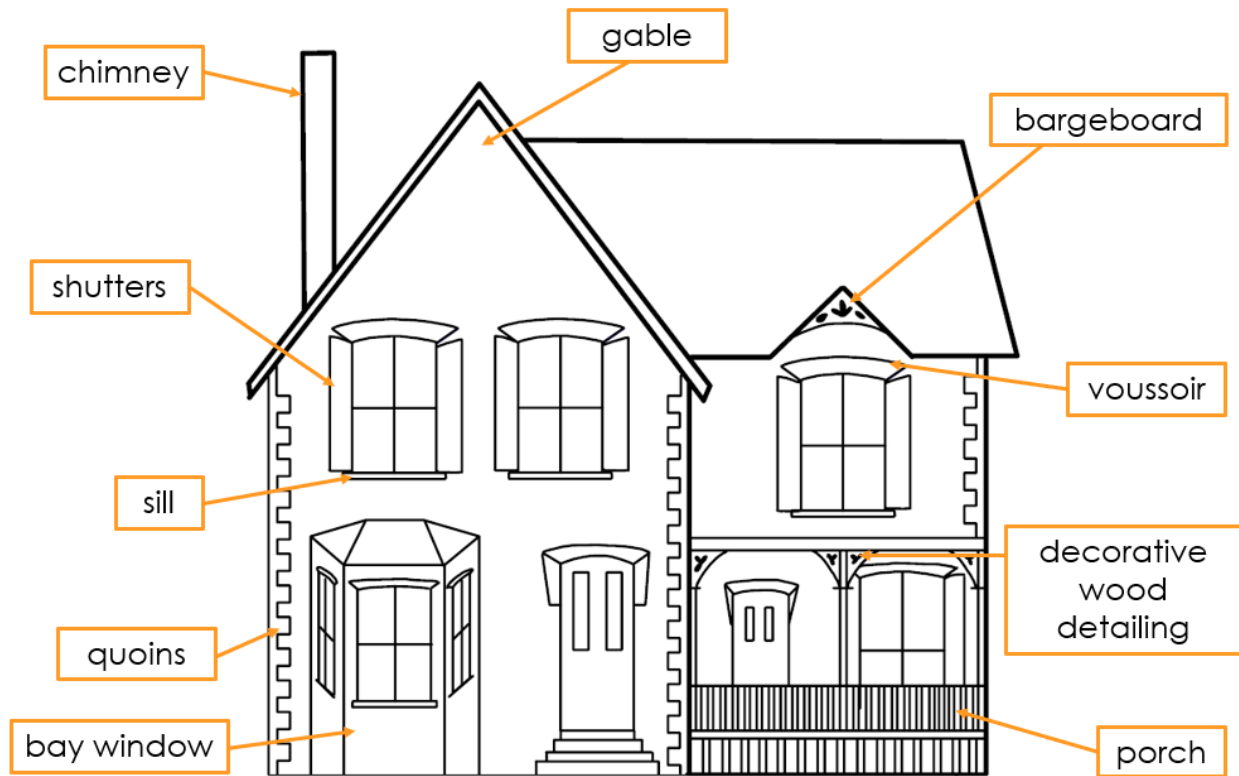 gable
chimney
bargeboard
shutters
voussoir
sill
decorative
wood
detailing
quoins
bay window
porch